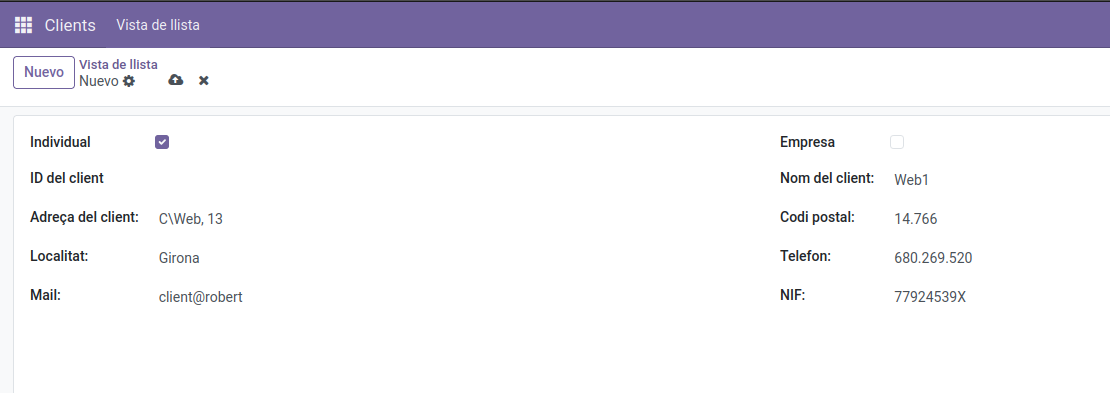 Clients Vista de llista
Nuevo
Vista de llista
Nuevo
Individual
Empresa
ID del client
Nom del client: Web1
Adreça del client: C\Web, 13
Codi postal: 14.766
Localitat: Girona
Telefon: 680.269.520
Mail: client@robert
NIF: 77924539X